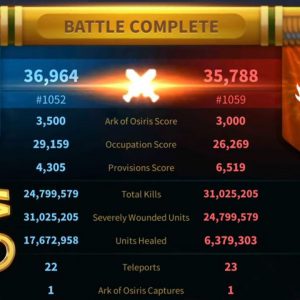 BATTLE COMPLETE
36,964 35,788
#1052 #1059
3,500 Ark of Osiris Score 3,000
29,159 Occupation Score 26,269
4,305 Provisions Score 6,519
24,799,579 Total Kills 31,025,205
31,025,205 Severely Wounded Units 24,799,579
17,672,958 Units Healed 6,379,303
22 Teleports 23
1 Ark of Osiris Captures 1